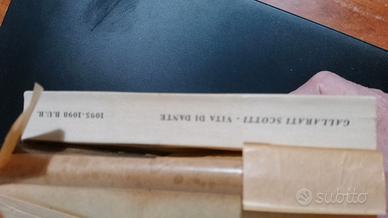 GALLARATI SCOTTI - VITA DI DANTE
1095-1098 B.U.R.
subito